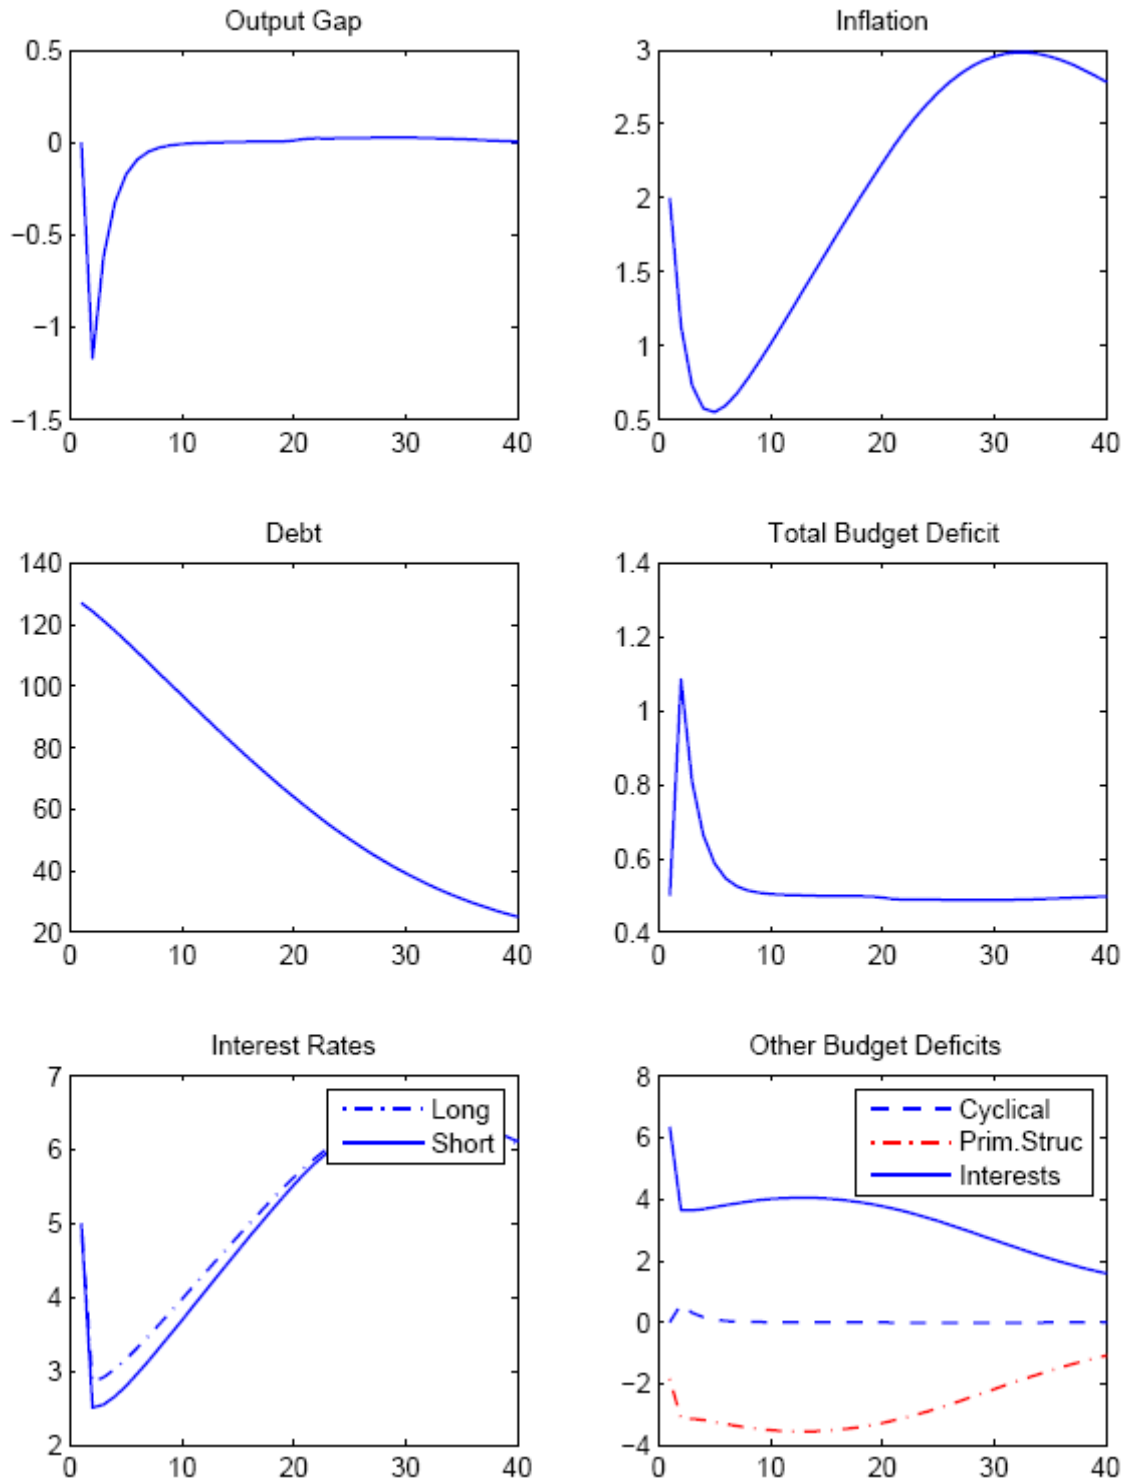 Output Gap
0.5
0
−0.5
−1
−1.5
0 10 20 30 40
Inflation
3
2.5
2
1.5
1
0.5
0 10 20 30 40
Debt
140
120
100
80
60
40
20
0 10 20 30 40
Total Budget Deficit
1.4
1.2
1
0.8
0.6
0.4
0 10 20 30 40
Interest Rates
7
6
5
4
3
2
0 10 20 30 40
Long
Short
Other Budget Deficits
8
6
4
2
0
−2
−4
0 10 20 30 40
Cyclical
Prim.Struc
Interests